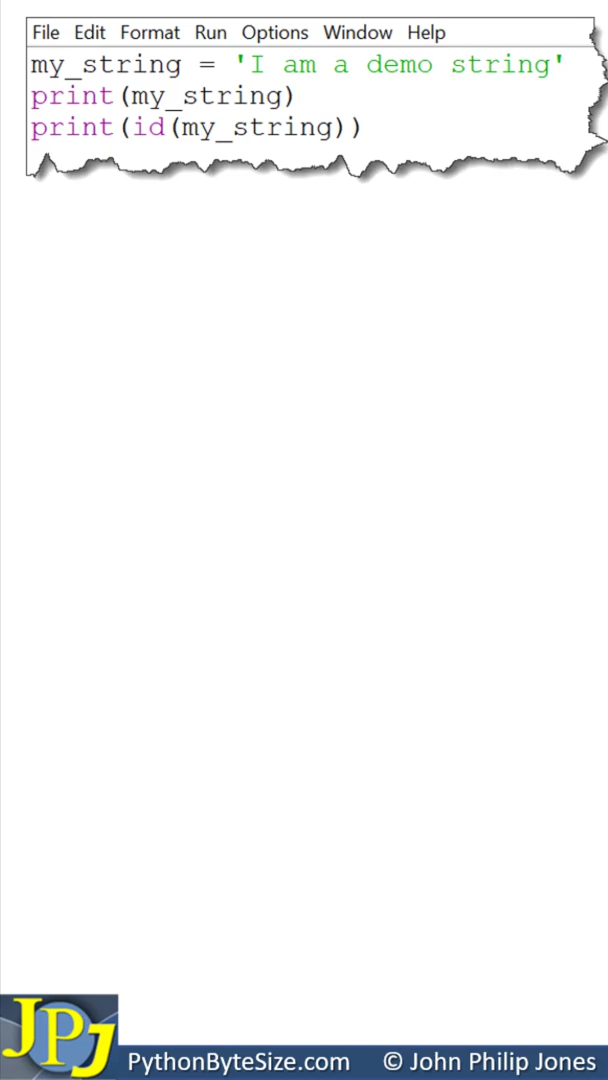 File Edit Format Run Options Window Help
my_string = 'I am a demo string'
print(my_string)
print(id(my_string))
JPJ
PythonByteSize.com © John Philip Jones